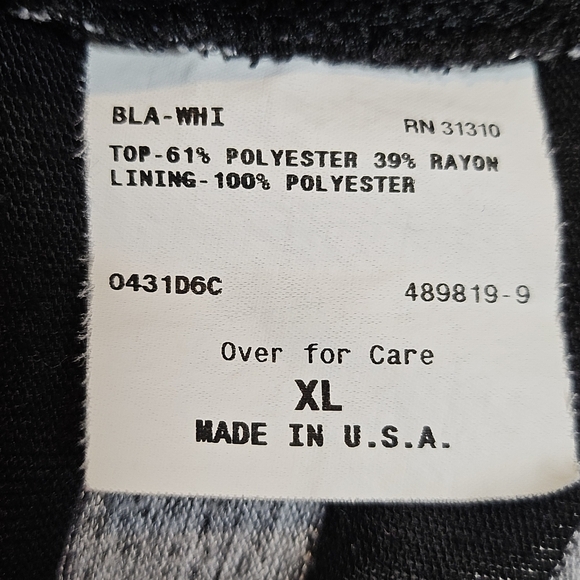 BLA-WHI RN 31310
TOP-61% POLYESTER 39% RAYON
LINING-100% POLYESTER
0431D6C 489819-9
Over for Care
XL
MADE IN U.S.A.